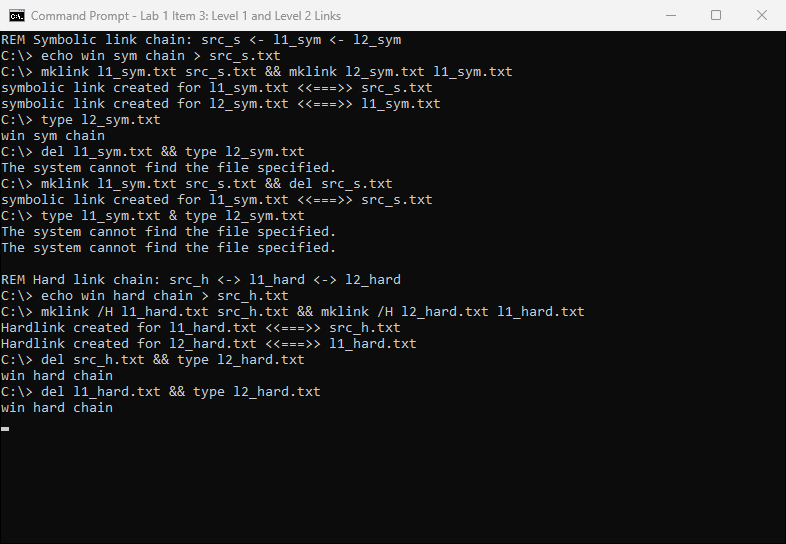 Command Prompt - Lab 1 Item 3: Level 1 and Level 2 Links
REM Symbolic link chain: src_s <- l1_sym <- l2_sym
C:\> echo win sym chain > src_s.txt
C:\> mklink l1_sym.txt src_s.txt && mklink l2_sym.txt l1_sym.txt
symbolic link created for l1_sym.txt <<===>> src_s.txt
symbolic link created for l2_sym.txt <<===>> l1_sym.txt
C:\> type l2_sym.txt
win sym chain
C:\> del l1_sym.txt && type l2_sym.txt
The system cannot find the file specified.
C:\> mklink l1_sym.txt src_s.txt && del src_s.txt
symbolic link created for l1_sym.txt <<===>> src_s.txt
C:\> type l1_sym.txt & type l2_sym.txt
The system cannot find the file specified.
The system cannot find the file specified.
REM Hard link chain: src_h <-> l1_hard <-> l2_hard
C:\> echo win hard chain > src_h.txt
C:\> mklink /H l1_hard.txt src_h.txt && mklink /H l2_hard.txt l1_hard.txt
Hardlink created for l1_hard.txt <<===>> src_h.txt
Hardlink created for l2_hard.txt <<===>> l1_hard.txt
C:\> del src_h.txt && type l2_hard.txt
win hard chain
C:\> del l1_hard.txt && type l2_hard.txt
win hard chain